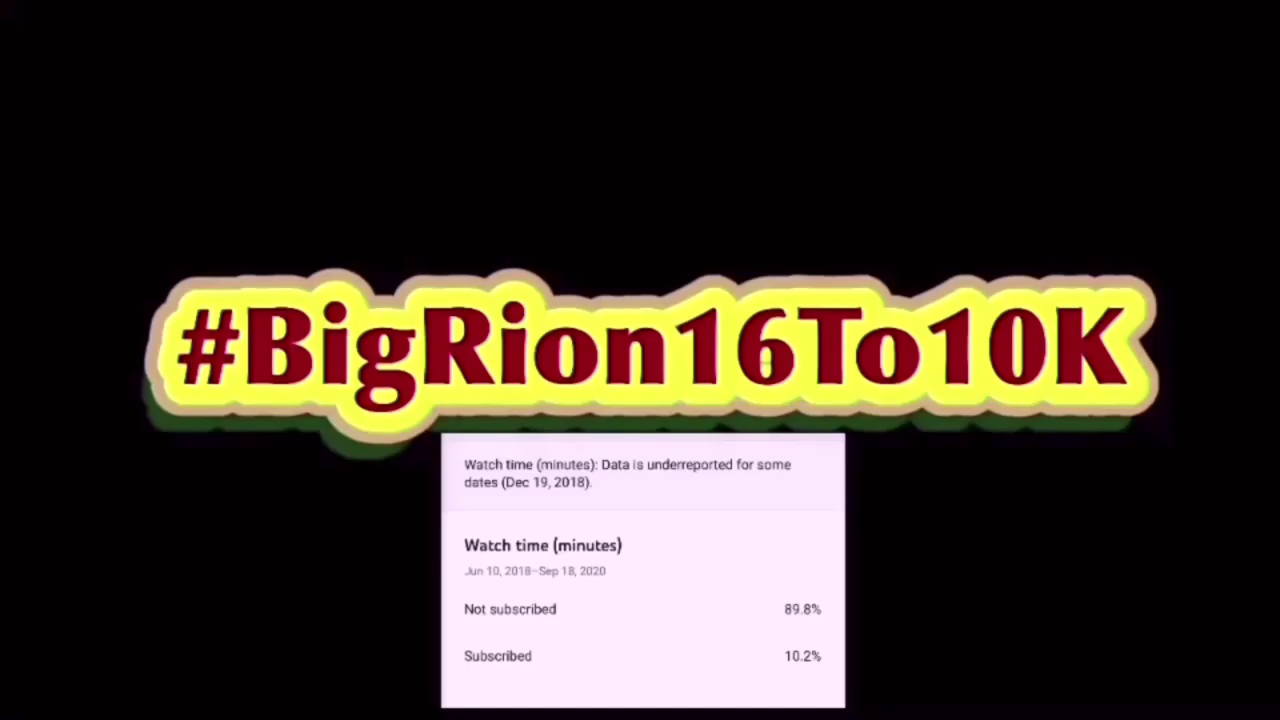 #BigRion16To10K
Watch time (minutes): Data is underreported for some
dates (Dec 19, 2018).
Watch time (minutes)
Jun 10, 2018–Sep 18, 2020
Not subscribed 89.8%
Subscribed 10.2%